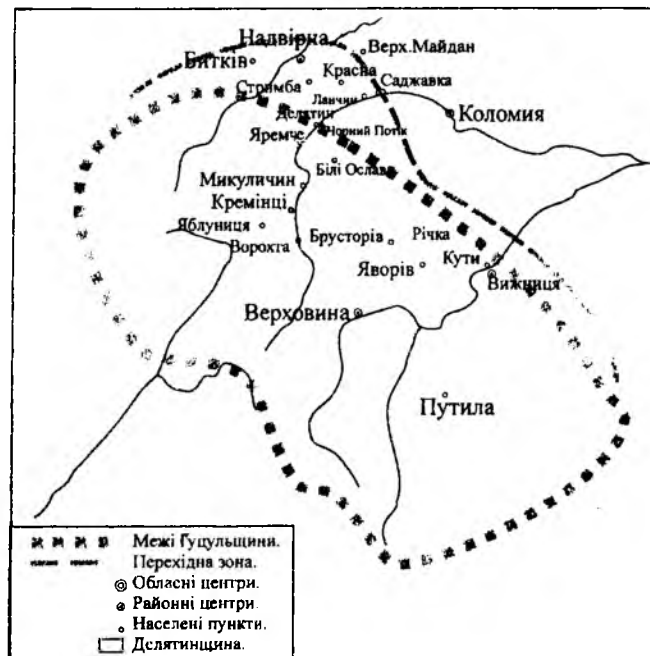 Надвірна
Верх. Майдан
Битків
Красна
Стримба
Саджавка
Ланчин
Коломия
Делятин
Чорний Потік
Яремче
Білі Ослави
Микуличин
Кремінці
Яблуниця
Ворохта
Брусторів
Річка
Яворів
Кути
Вижниця
Верховина
Путила
Межі Гуцульщини.
Перехідна зона.
Обласні центри.
Районні центри.
Населені пункти.
Делятинщина.